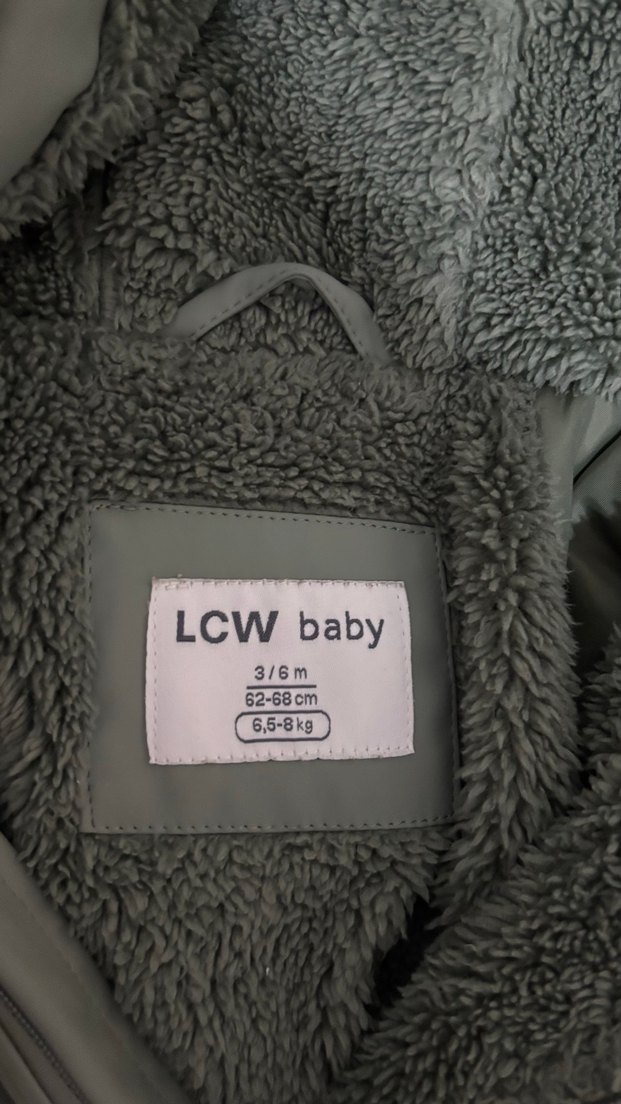 LCW baby
3/6 m
62-68 cm
6,5-8 kg